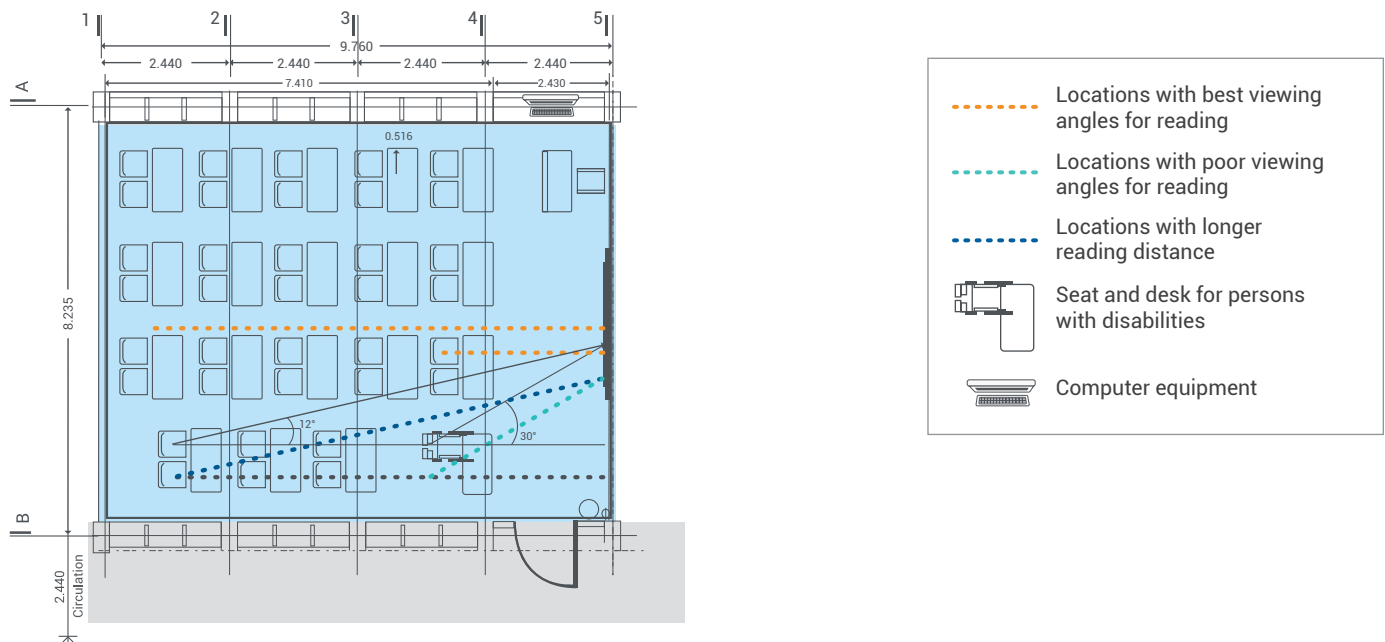 1 2 3 4 5
9.760
2.440 2.440 2.440 2.440
7.410 2.430
A
0.516
8.235
12°
30°
B
2.440
Circulation
Locations with best viewing
angles for reading
Locations with poor viewing
angles for reading
Locations with longer
reading distance
Seat and desk for persons
with disabilities
Computer equipment